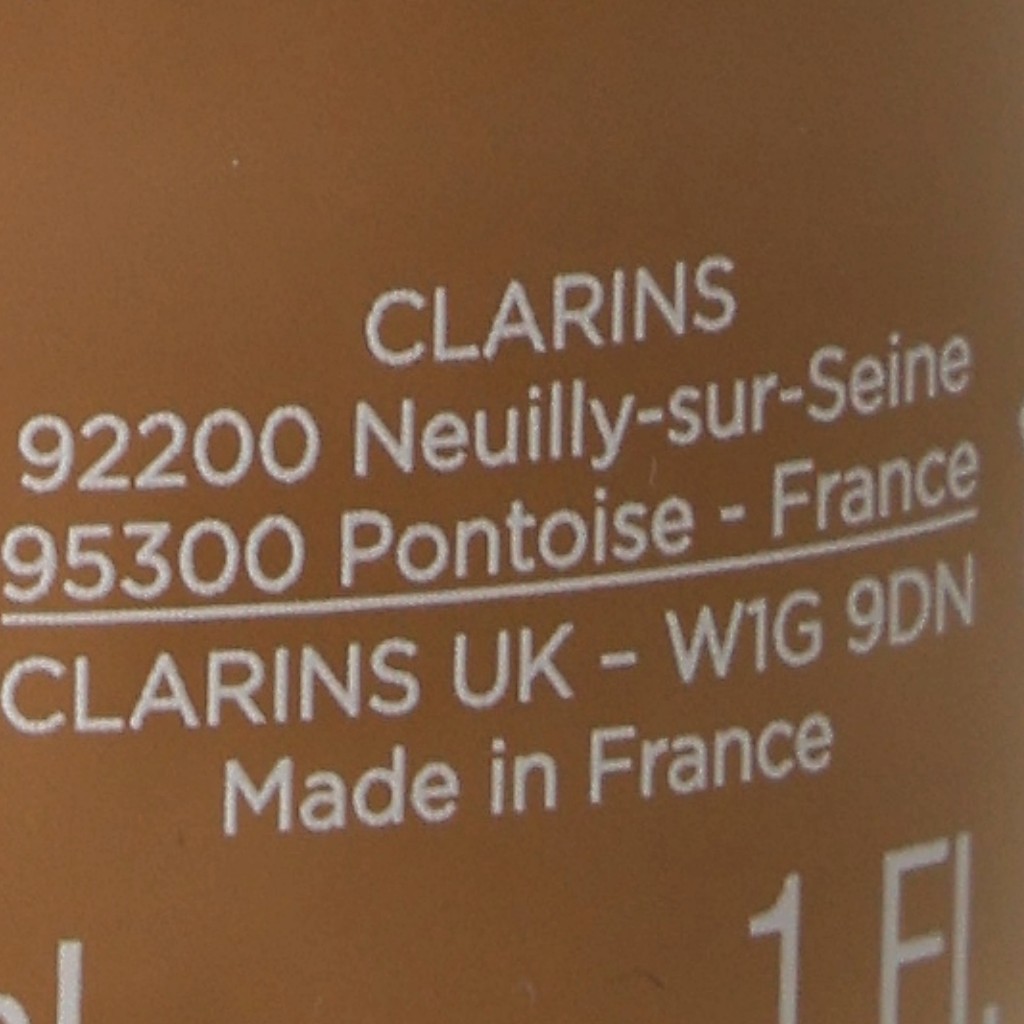 CLARINS
92200 Neuilly-sur-Seine
95300 Pontoise - France
CLARINS UK – W1G 9DN
Made in France
1 Fl.